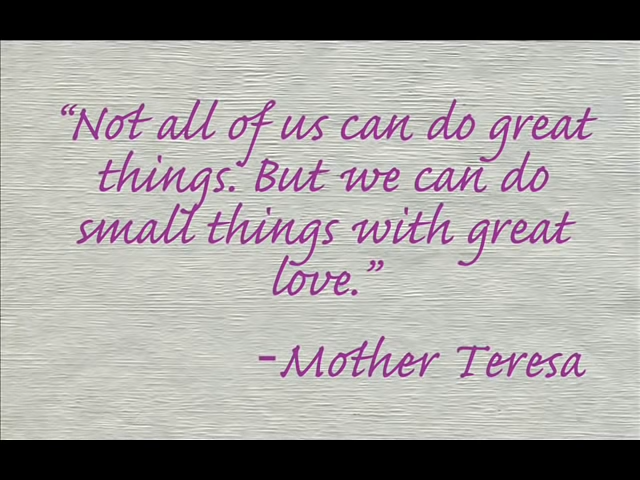 “Not all of us can do great
things. But we can do
small things with great
love.”
-Mother Teresa